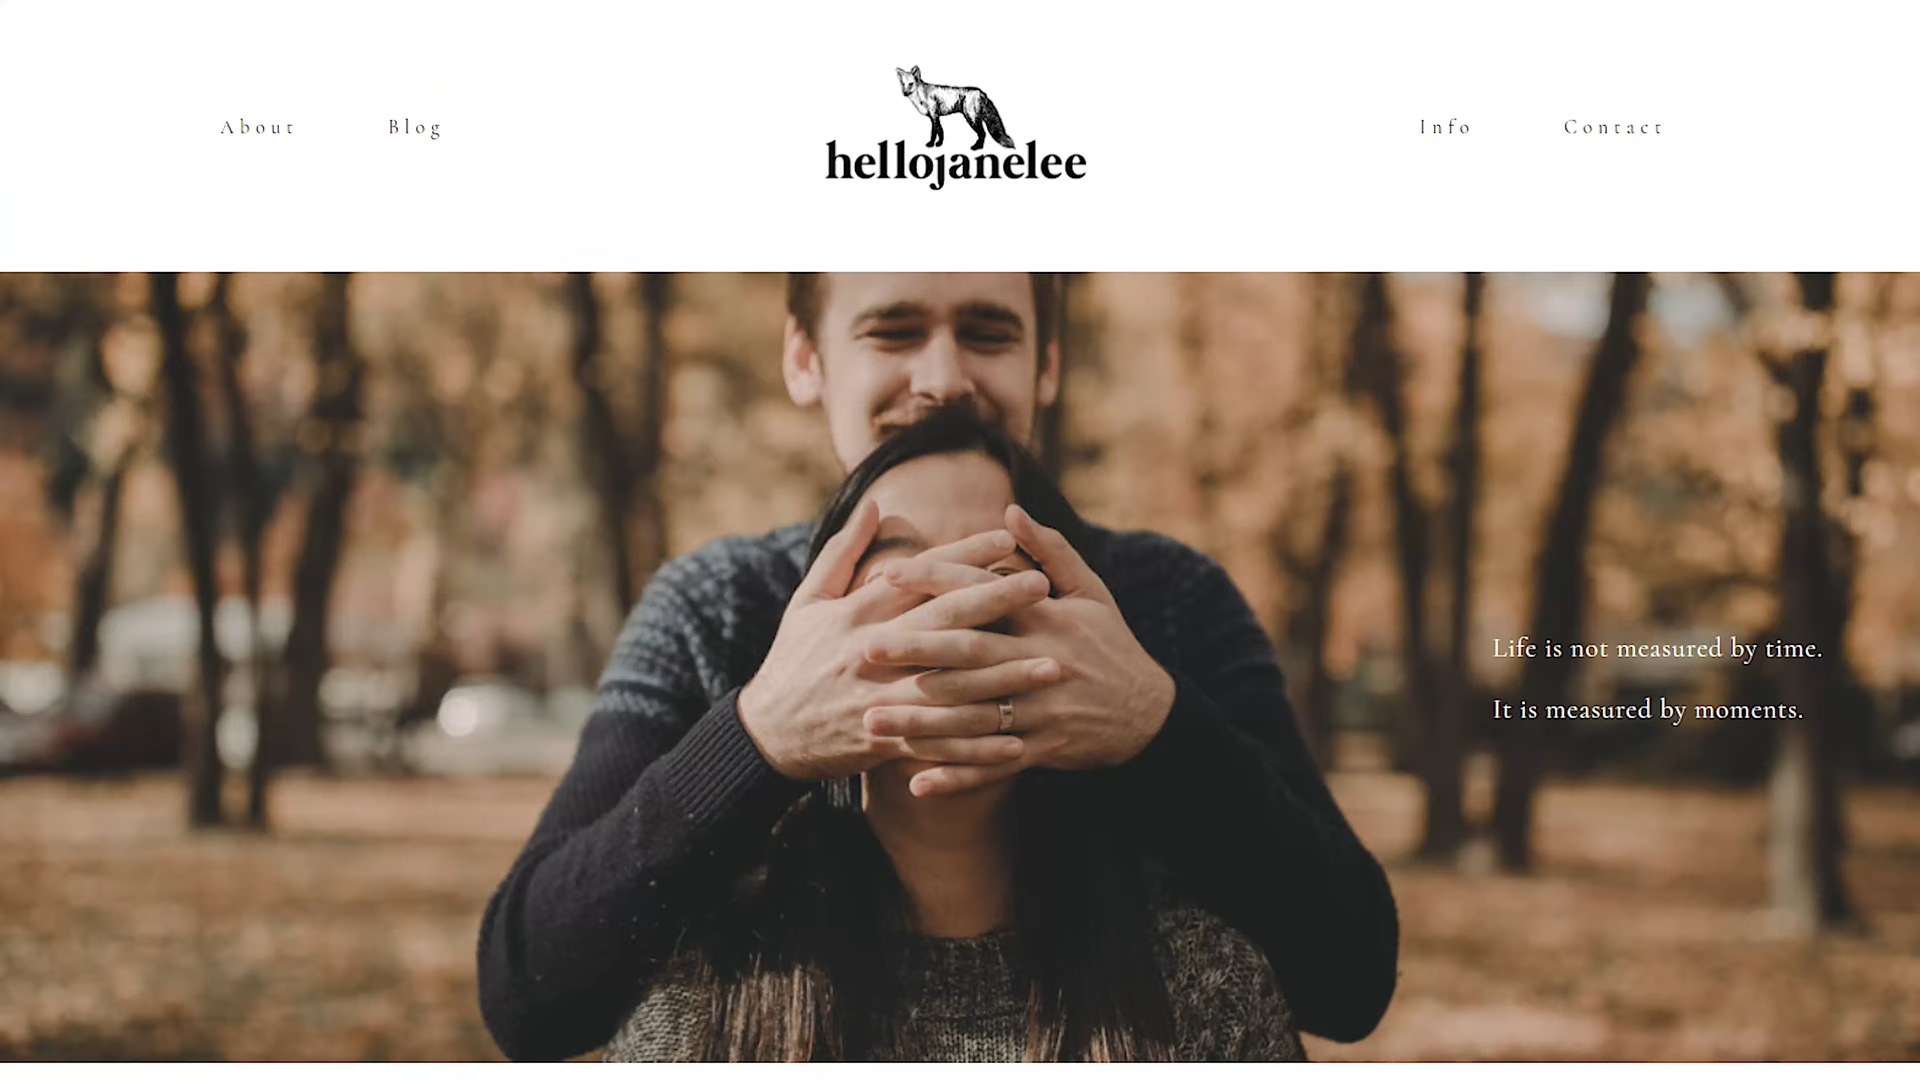 About
Blog
hellojanelee
Info
Contact
Life is not measured by time.
It is measured by moments.